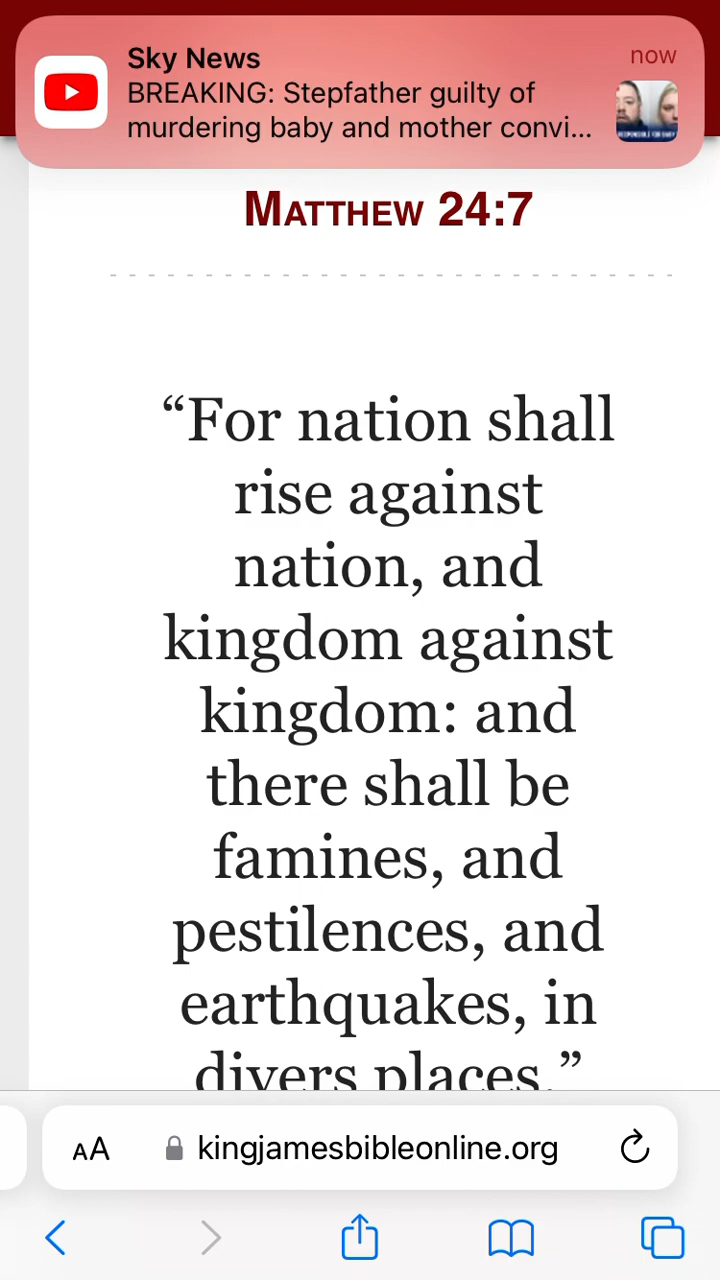 Sky News
now
BREAKING: Stepfather guilty of
murdering baby and mother convi...
MATTHEW 24:7
“For nation shall
rise against
nation, and
kingdom against
kingdom: and
there shall be
famines, and
pestilences, and
earthquakes, in
divers places.”
AA
kingjamesbibleonline.org